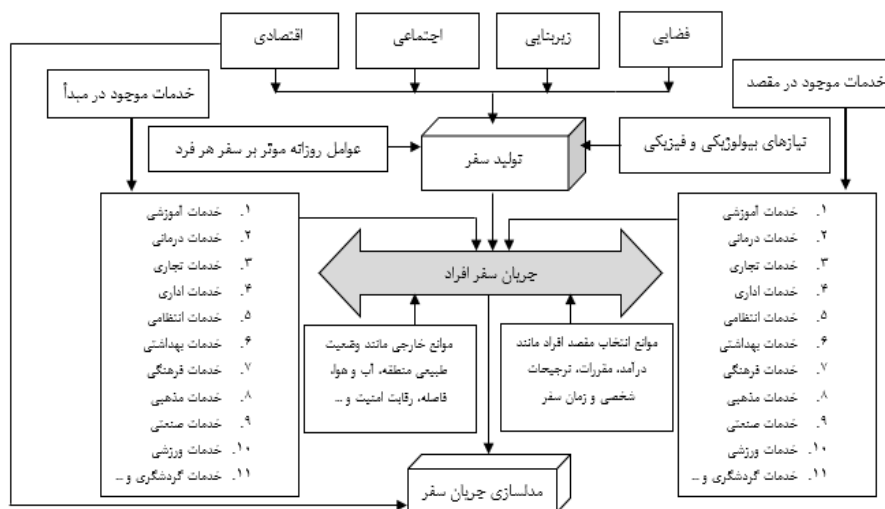 فضایی
زیربنایی
اجتماعی
اقتصادی
خدمات موجود در مقصد
خدمات موجود در مبدأ
نیازهای بیولوژیکی و فیزیکی
تولید سفر
عوامل روزانه موثر بر سفر هر فرد
۱. خدمات آموزشی
۲. خدمات درمانی
۳. خدمات تجاری
۴. خدمات اداری
۵. خدمات انتظامی
۶. خدمات بهداشتی
۷. خدمات فرهنگی
۸. خدمات مذهبی
۹. خدمات صنعتی
۱۰. خدمات ورزشی
۱۱. خدمات گردشگری و ...
جریان سفر افراد
موانع انتخاب مقصد افراد مانند
درآمد، مقررات، ترجیحات
شخصی و زمان سفر
موانع خارجی مانند وضعیت
طبیعی منطقه، آب و هوا،
فاصله، رقابت امنیت و ...
۱. خدمات آموزشی
۲. خدمات درمانی
۳. خدمات تجاری
۴. خدمات اداری
۵. خدمات انتظامی
۶. خدمات بهداشتی
۷. خدمات فرهنگی
۸. خدمات مذهبی
۹. خدمات صنعتی
۱۰. خدمات ورزشی
۱۱. خدمات گردشگری و ...
مدلسازی جریان سفر